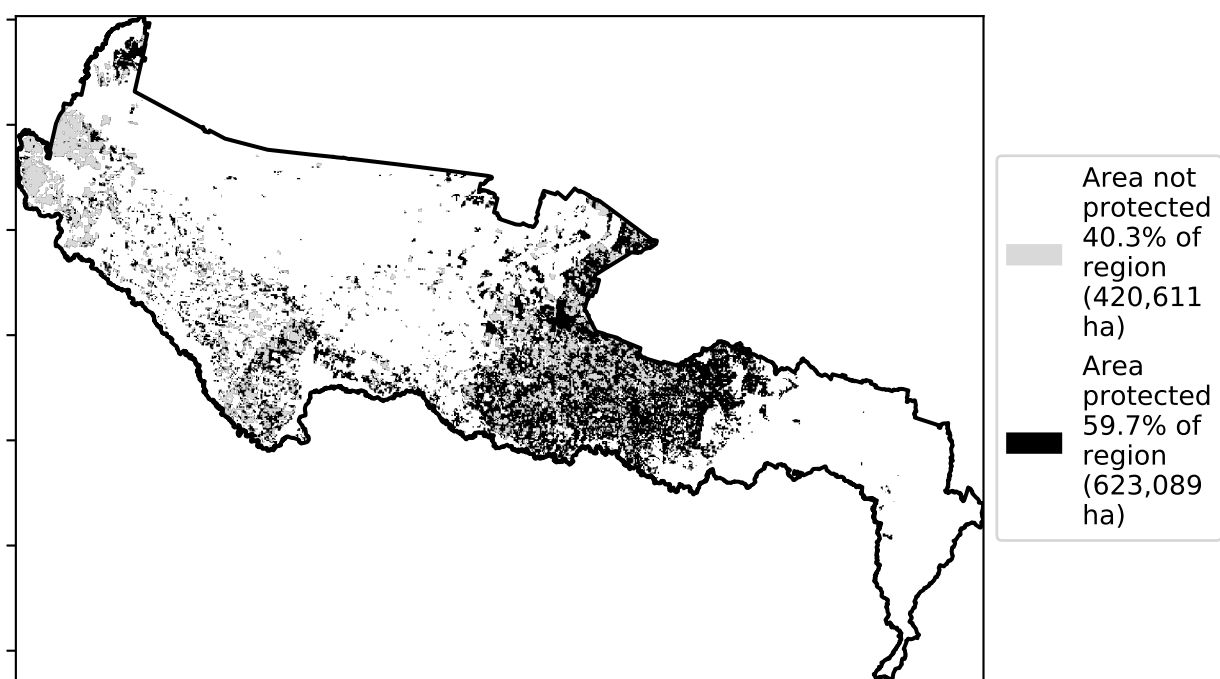 Area not
protected
40.3% of
region
(420,611
ha)
Area
protected
59.7% of
region
(623,089
ha)